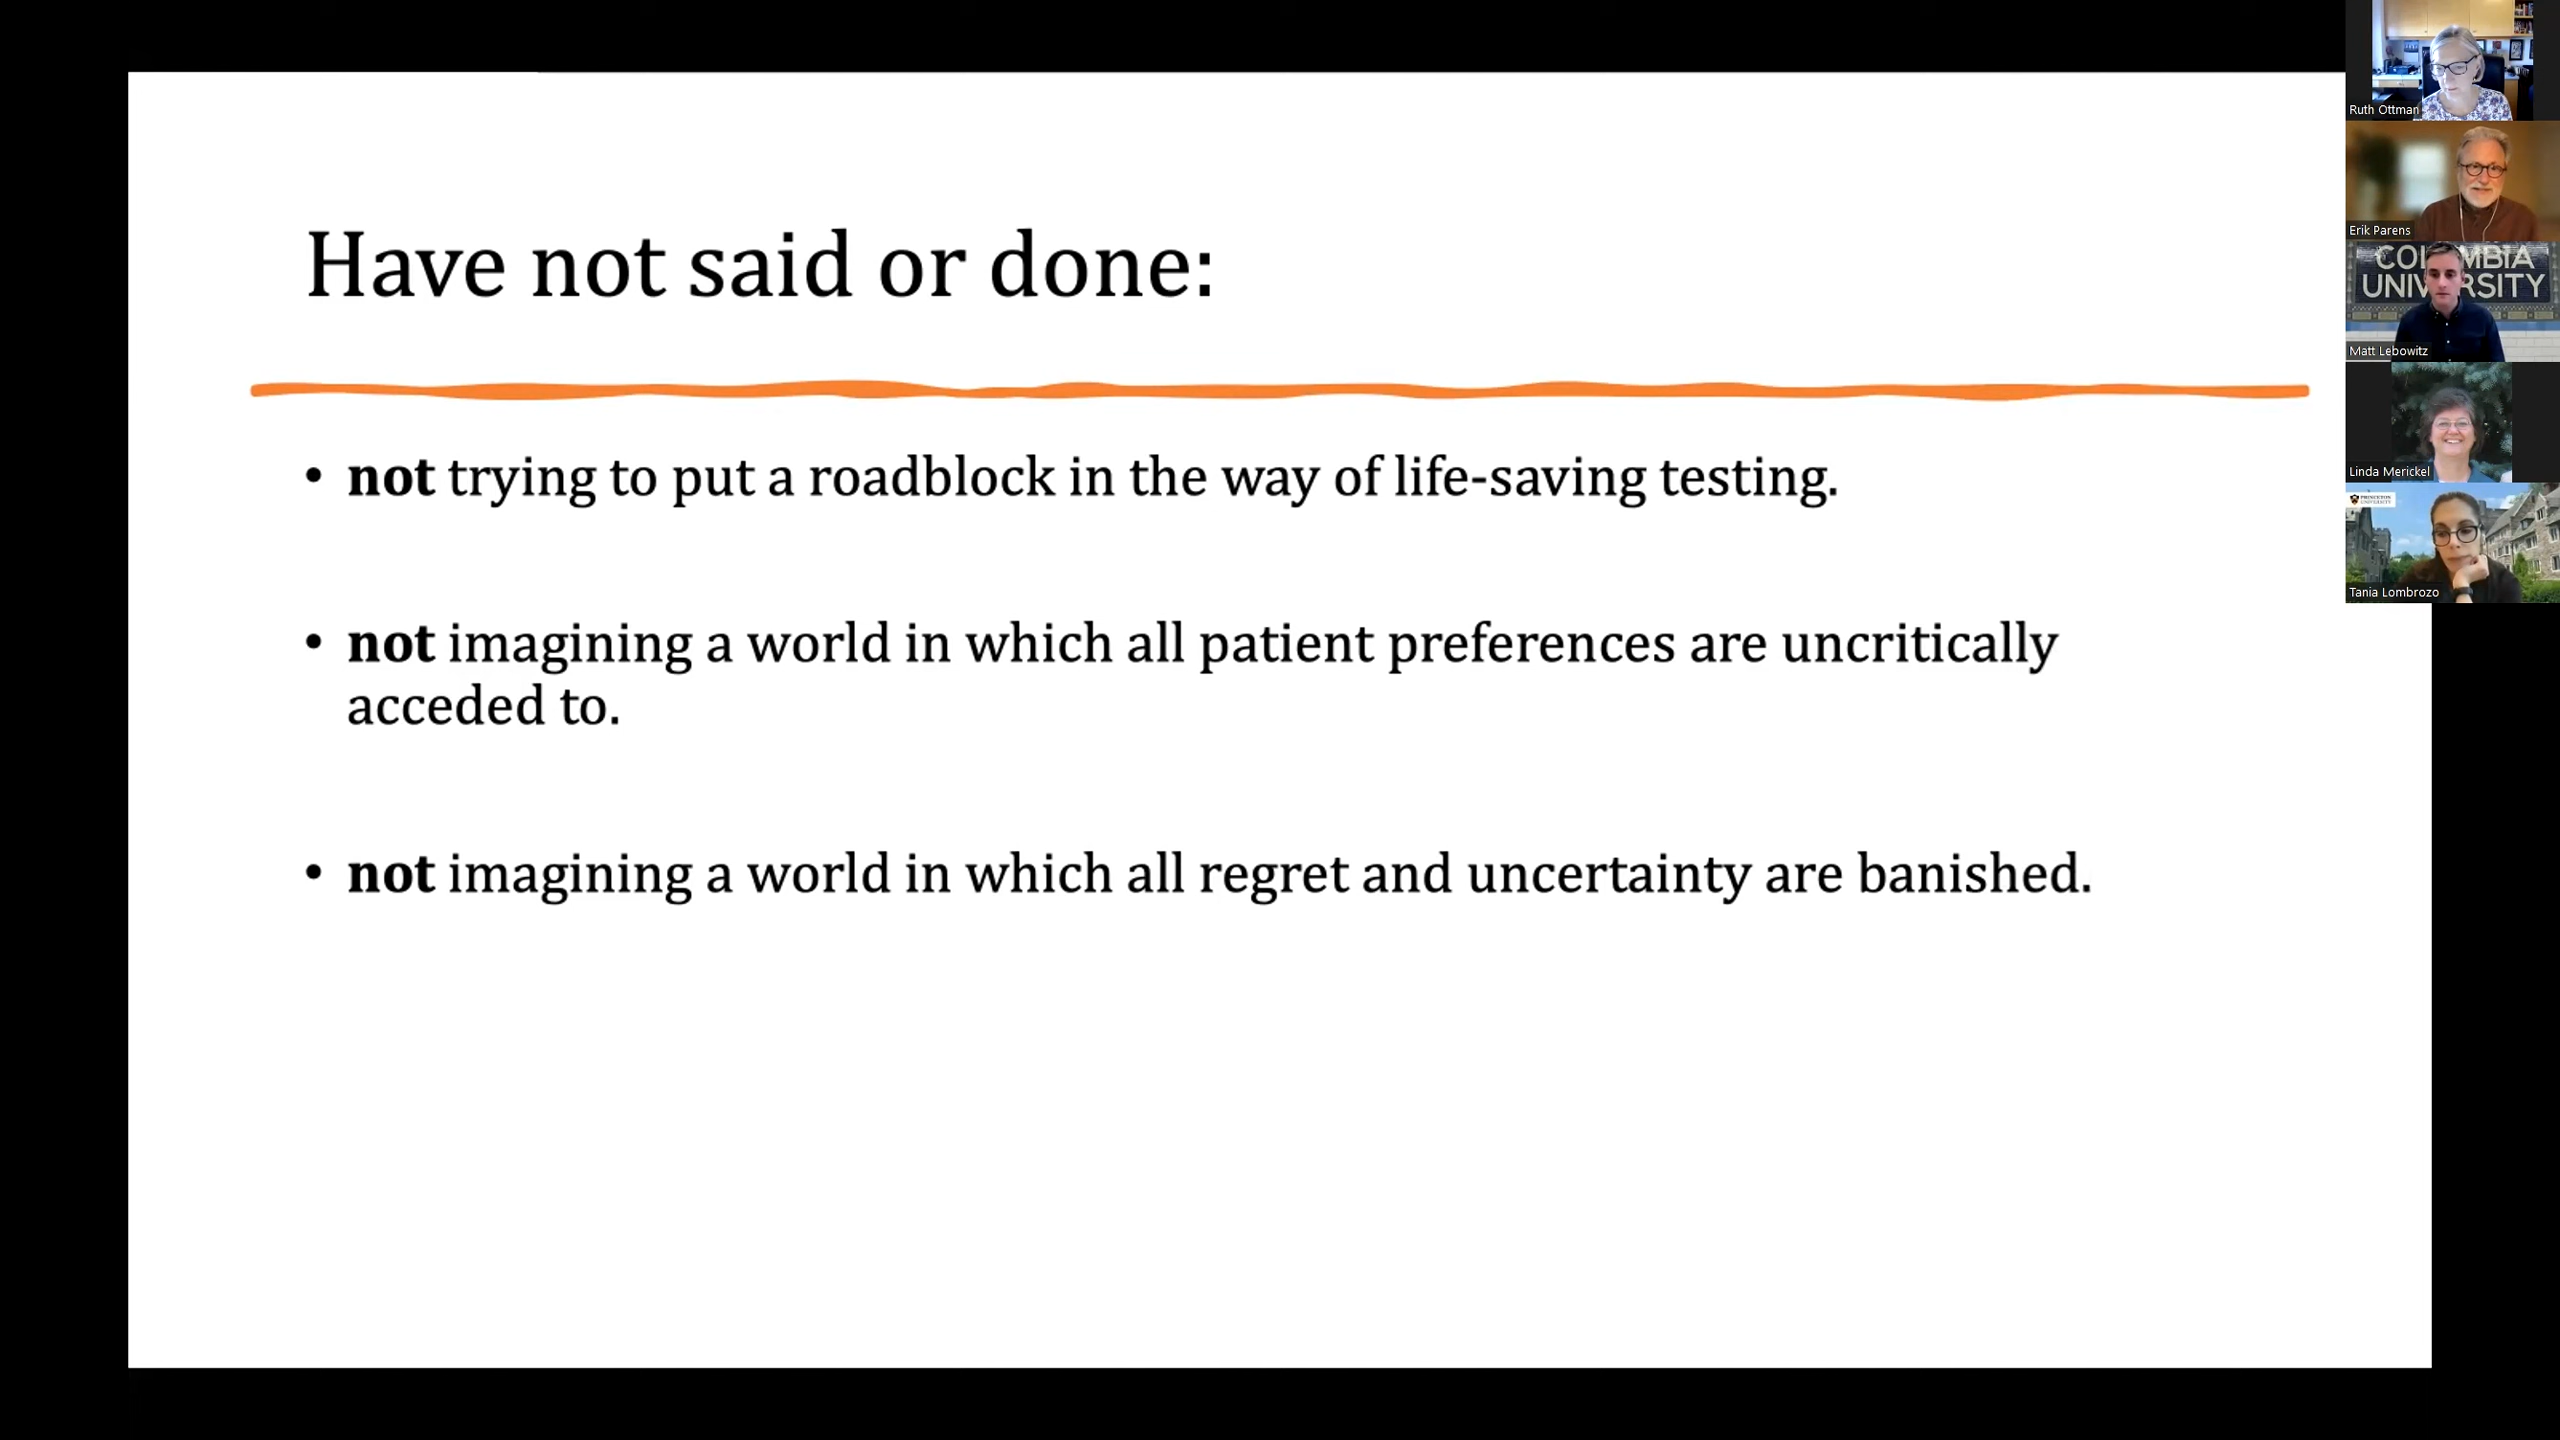 Have not said or done:
• not trying to put a roadblock in the way of life-saving testing.
• not imagining a world in which all patient preferences are uncritically
acceded to.
• not imagining a world in which all regret and uncertainty are banished.
Ruth Ottman
Erik Parens
COLUMBIA
UNIVERSITY
Matt Lebowitz
Linda Merickel
PRINCETON
UNIVERSITY
Tania Lombrozo